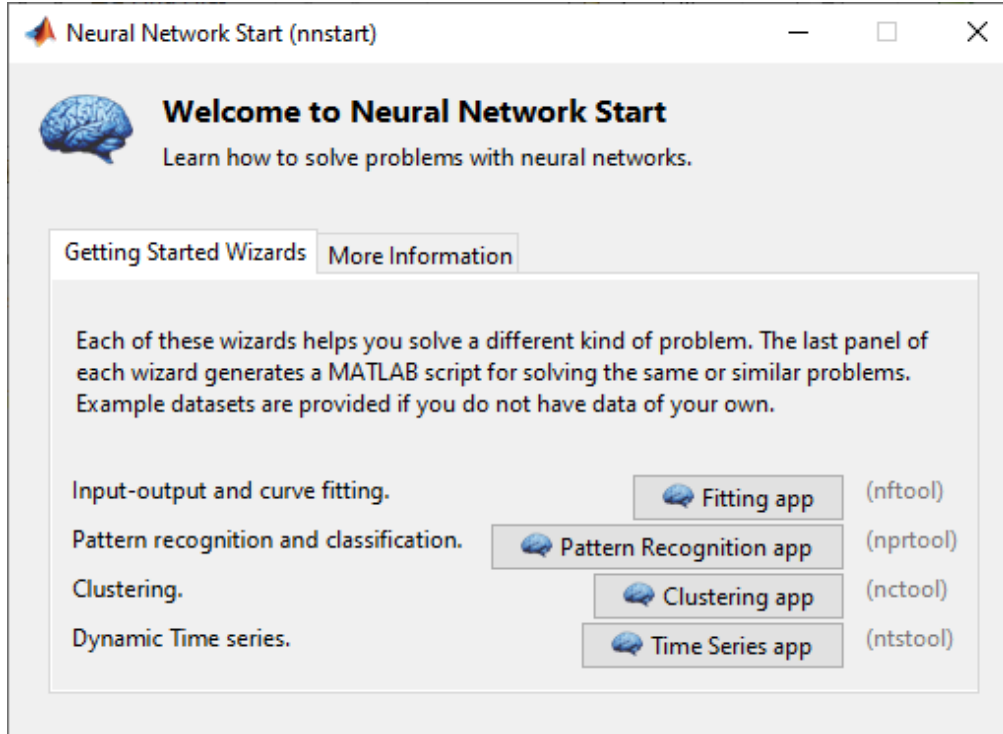 Neural Network Start (nnstart)
Welcome to Neural Network Start
Learn how to solve problems with neural networks.
Getting Started Wizards More Information
Each of these wizards helps you solve a different kind of problem. The last panel of
each wizard generates a MATLAB script for solving the same or similar problems.
Example datasets are provided if you do not have data of your own.
Input-output and curve fitting. Fitting app (nftool)
Pattern recognition and classification. Pattern Recognition app (nprtool)
Clustering. Clustering app (nctool)
Dynamic Time series. Time Series app (ntstool)